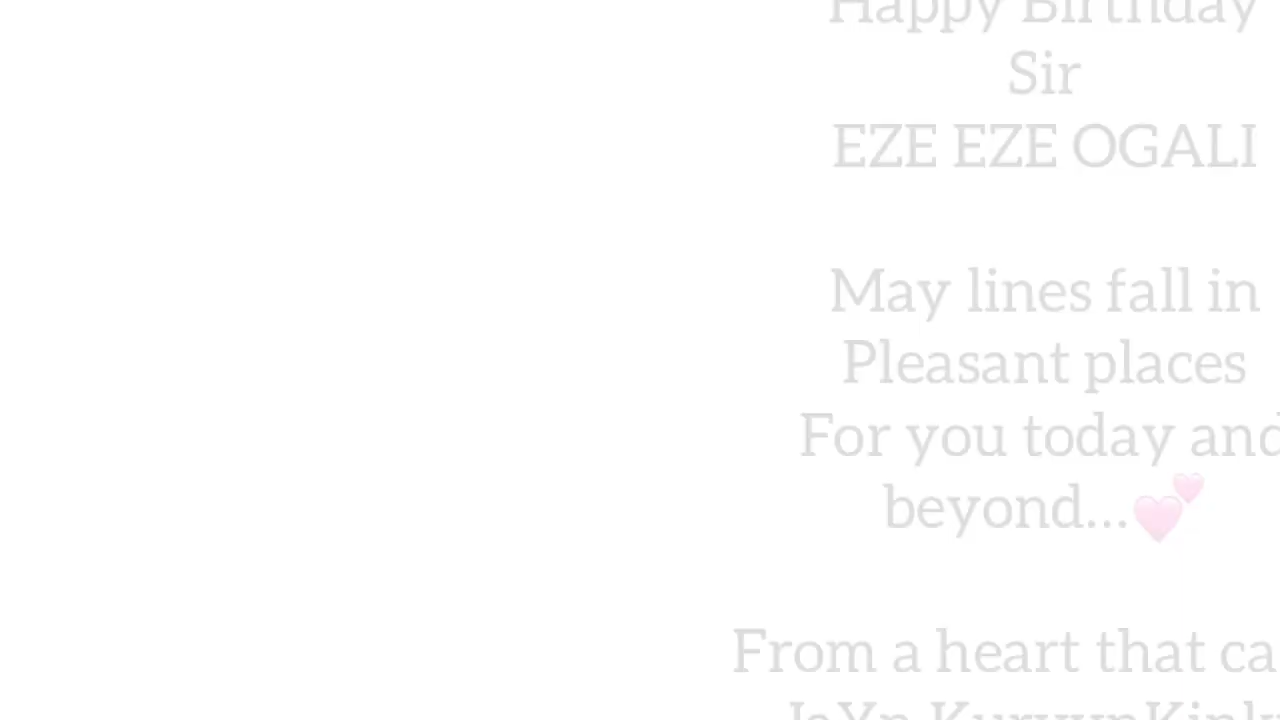 Happy Birthday
Sir
EZE EZE OGALI
May lines fall in
Pleasant places
For you today and
beyond...💕
From a heart that ca